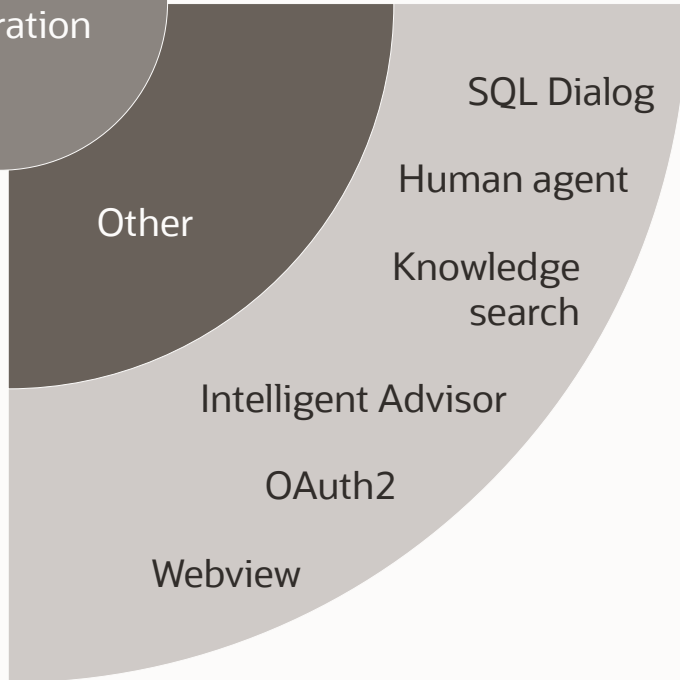 ration
SQL Dialog
Human agent
Other
Knowledge
search
Intelligent Advisor
OAuth2
Webview